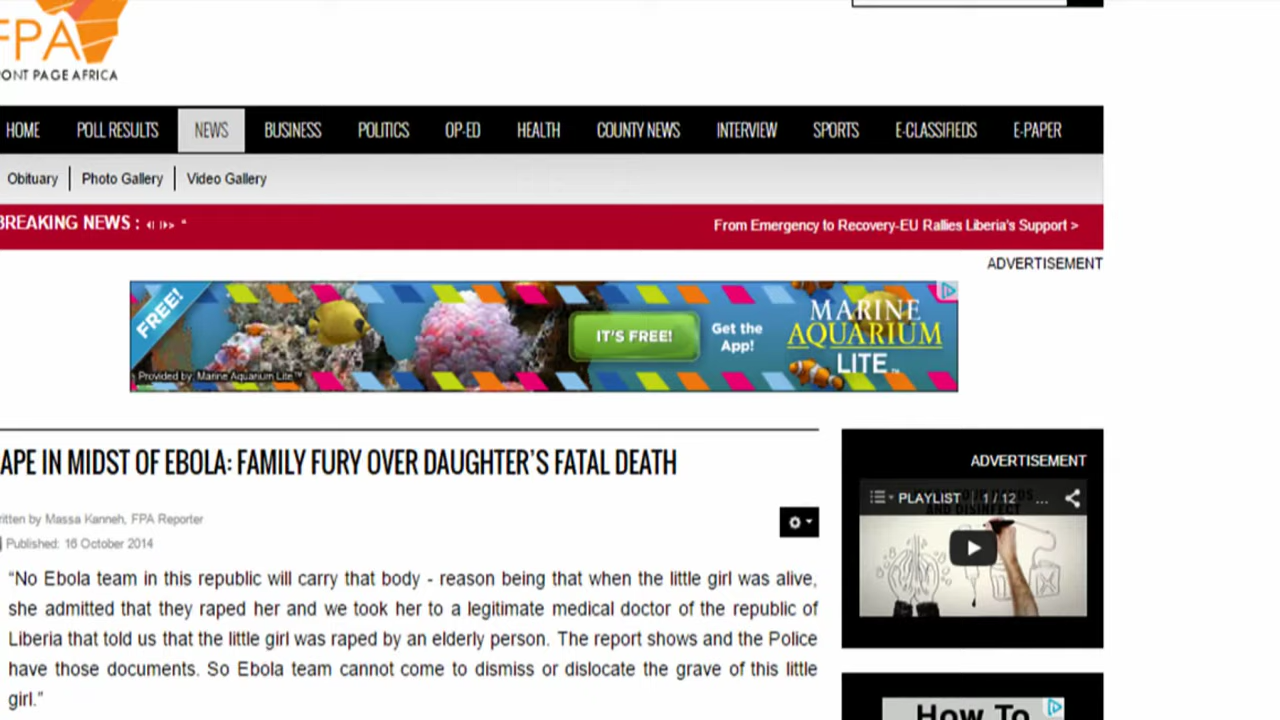 FPA
ONT PAGE AFRICA
HOME POLL RESULTS NEWS BUSINESS POLITICS OP-ED HEALTH COUNTY NEWS INTERVIEW SPORTS E-CLASSIFIEDS E-PAPER
Obituary Photo Gallery Video Gallery
BREAKING NEWS : “
From Emergency to Recovery-EU Rallies Liberia's Support >
ADVERTISEMENT
FREE!
IT'S FREE!
Get the
App!
MARINE
AQUARIUM
LITE™
Provided by: Marine Aquarium Lite™
APE IN MIDST OF EBOLA: FAMILY FURY OVER DAUGHTER'S FATAL DEATH
itten by Massa Kanneh, FPA Reporter
Published: 16 October 2014
“No Ebola team in this republic will carry that body - reason being that when the little girl was alive,
she admitted that they raped her and we took her to a legitimate medical doctor of the republic of
Liberia that told us that the little girl was raped by an elderly person. The report shows and the Police
have those documents. So Ebola team cannot come to dismiss or dislocate the grave of this little
girl.”
ADVERTISEMENT
PLAYLIST 1 / 12 ...
AND DISINFECT
How To